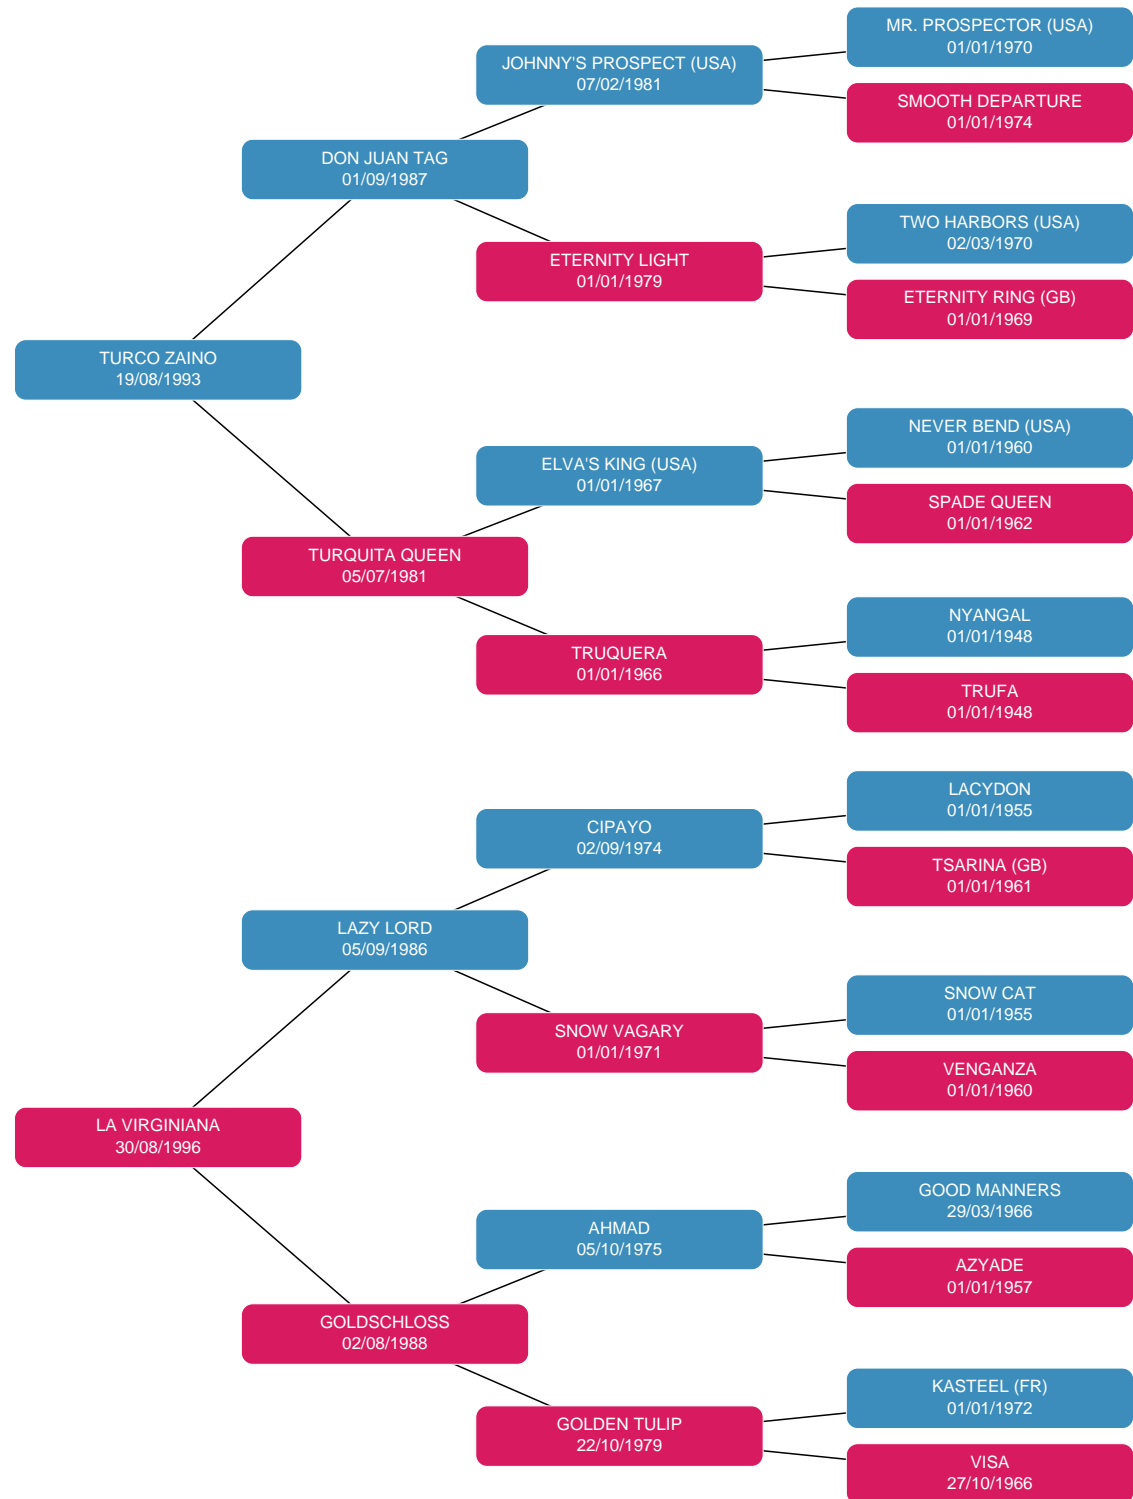 MR. PROSPECTOR (USA)
01/01/1970
JOHNNY'S PROSPECT (USA)
07/02/1981
SMOOTH DEPARTURE
01/01/1974
DON JUAN TAG
01/09/1987
TWO HARBORS (USA)
02/03/1970
ETERNITY LIGHT
01/01/1979
ETERNITY RING (GB)
01/01/1969
TURCO ZAINO
19/08/1993
NEVER BEND (USA)
01/01/1960
ELVA'S KING (USA)
01/01/1967
SPADE QUEEN
01/01/1962
TURQUITA QUEEN
05/07/1981
NYANGAL
01/01/1948
TRUQUERA
01/01/1966
TRUFA
01/01/1948
LACYDON
01/01/1955
CIPAYO
02/09/1974
TSARINA (GB)
01/01/1961
LAZY LORD
05/09/1986
SNOW CAT
01/01/1955
SNOW VAGARY
01/01/1971
VENGANZA
01/01/1960
LA VIRGINIANA
30/08/1996
GOOD MANNERS
29/03/1966
AHMAD
05/10/1975
AZYADE
01/01/1957
GOLDSCHLOSS
02/08/1988
KASTEEL (FR)
01/01/1972
GOLDEN TULIP
22/10/1979
VISA
27/10/1966